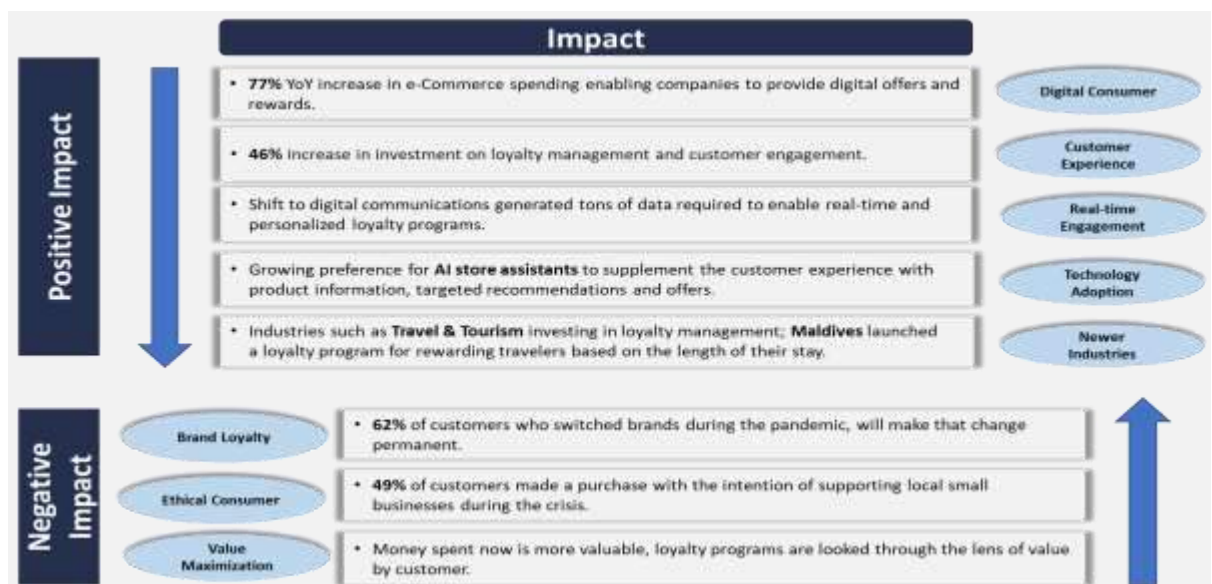 Impact
Positive Impact
• 77% YoY increase in e-Commerce spending enabling companies to provide digital offers and
rewards.
Digital Consumer
• 46% increase in investment on loyalty management and customer engagement.
Customer
Experience
• Shift to digital communications generated tons of data required to enable real-time and
personalized loyalty programs.
Real-time
Engagement
• Growing preference for AI store assistants to supplement the customer experience with
product information, targeted recommendations and offers.
Technology
Adoption
• Industries such as Travel & Tourism investing in loyalty management; Maldives launched
a loyalty program for rewarding travelers based on the length of their stay.
Newer
Industries
Negative
Impact
Brand Loyalty
• 62% of customers who switched brands during the pandemic, will make that change
permanent.
Ethical Consumer
• 49% of customers made a purchase with the intention of supporting local small
businesses during the crisis.
Value
Maximization
• Money spent now is more valuable, loyalty programs are looked through the lens of value
by customer.